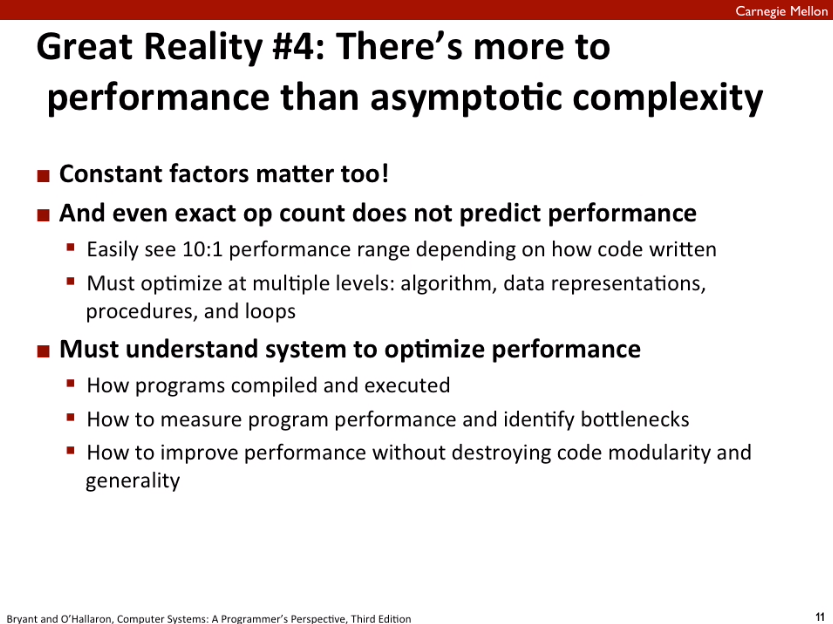 Carnegie Mellon
Great Reality #4: There’s more to
performance than asymptotic complexity
■ Constant factors matter too!
■ And even exact op count does not predict performance
▪ Easily see 10:1 performance range depending on how code written
▪ Must optimize at multiple levels: algorithm, data representations,
procedures, and loops
■ Must understand system to optimize performance
▪ How programs compiled and executed
▪ How to measure program performance and identify bottlenecks
▪ How to improve performance without destroying code modularity and
generality
Bryant and O’Hallaron, Computer Systems: A Programmer’s Perspective, Third Edition
11